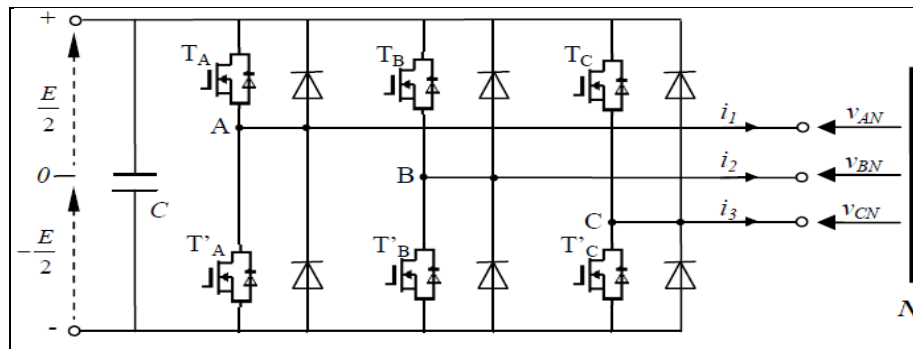 +
T_A
T_B
T_C
E/2
A
i_1
v_AN
0
B
i_2
v_BN
C
C
i_3
v_CN
-E/2
T'_A
T'_B
T'_C
-
N